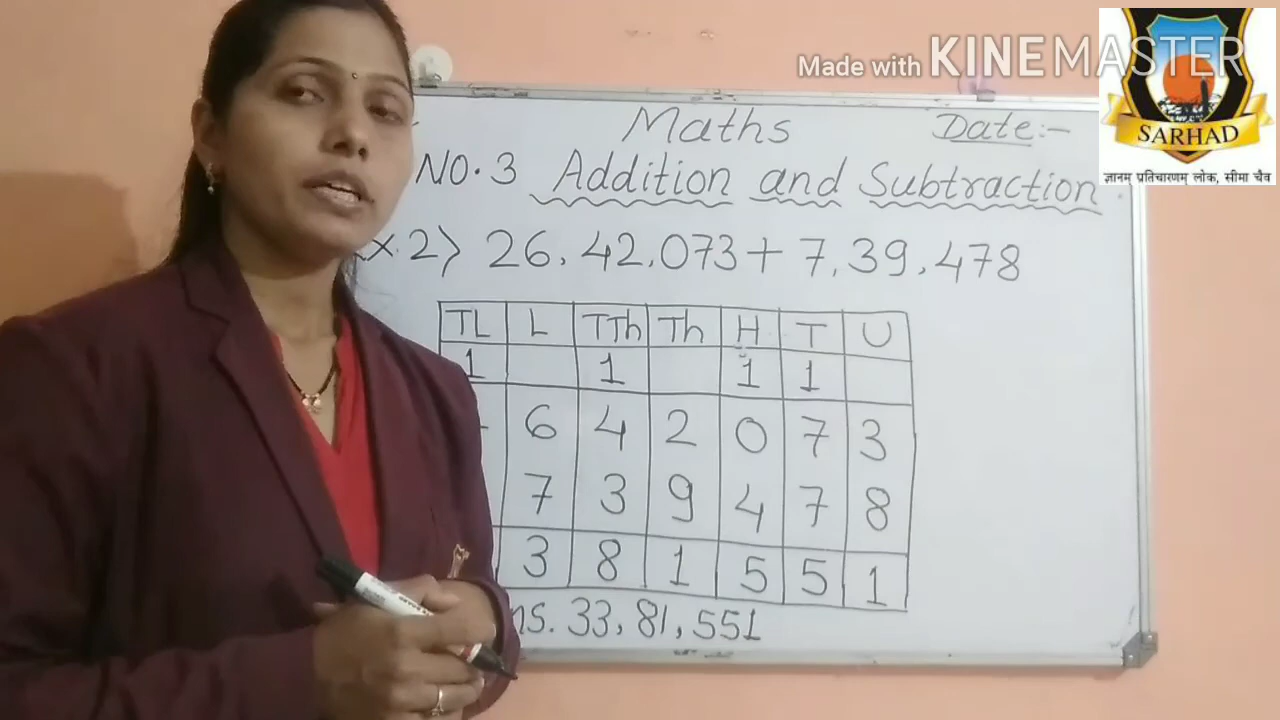 Made with KINEMASTER
SARHAD
ज्ञानम् प्रतिचारणम् लोक, सीमा चैव
Maths Date:-
NO.3 Addition and Subtraction.
x.2) 26,42,073 + 7,39,478
TL L TTh Th H T U
1 1 1 1
6 4 2 0 7 3
7 3 9 4 7 8
3 8 1 5 5 1
ns. 33,81,551